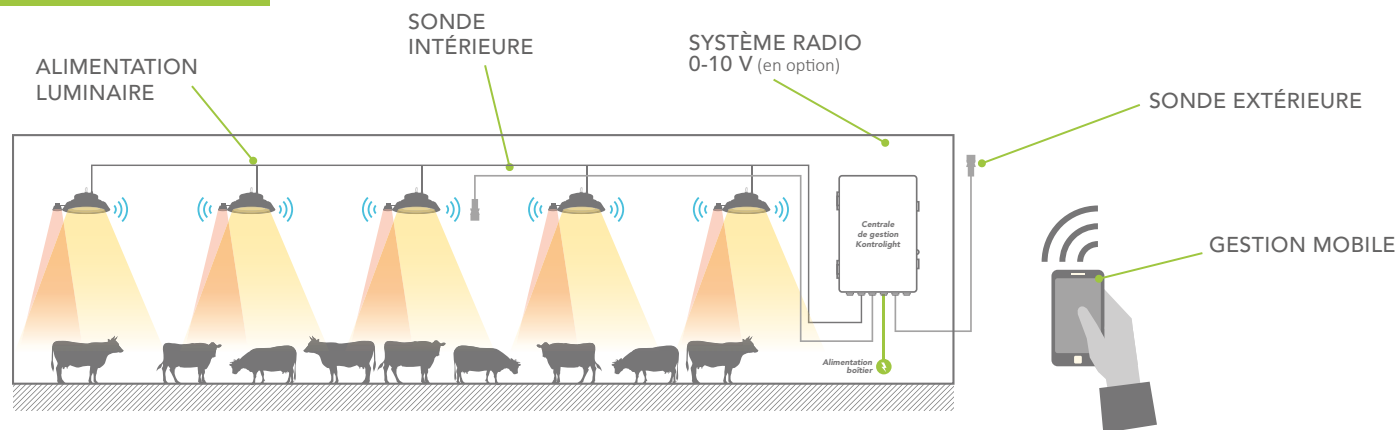 ALIMENTATION
LUMINAIRE
SONDE
INTÉRIEURE
SYSTÈME RADIO
0-10 V (en option)
SONDE EXTÉRIEURE
GESTION MOBILE
Centrale
de gestion
Kontrolight
Alimentation
boîtier